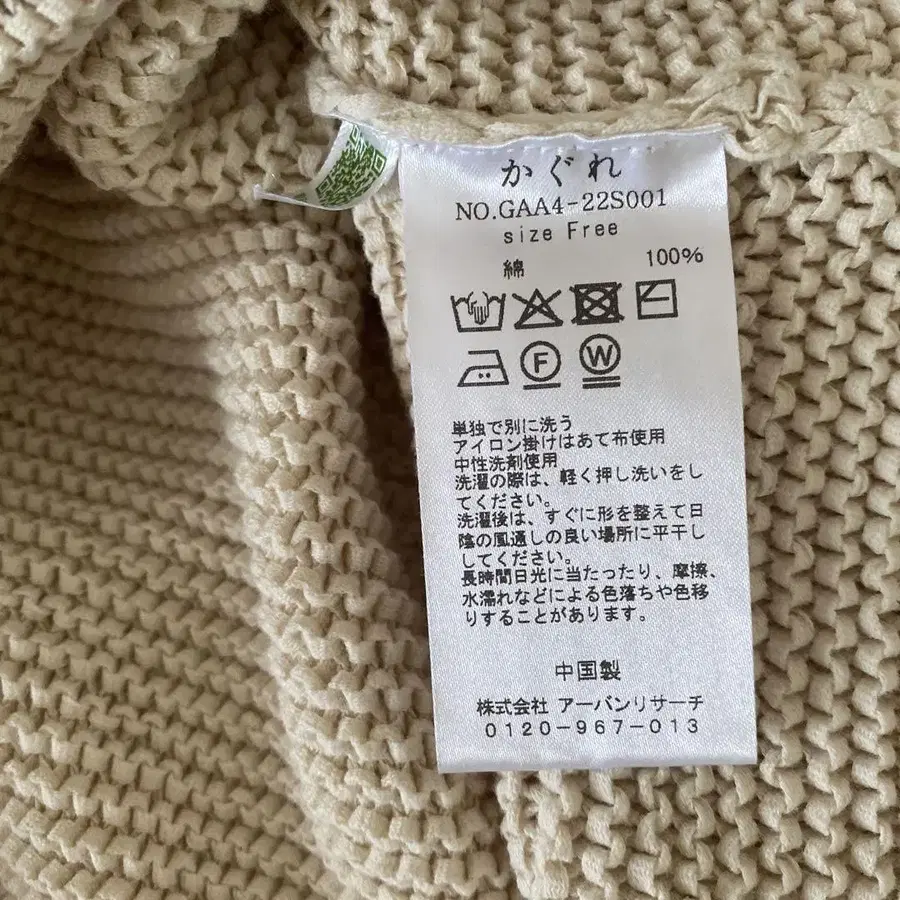 かぐれ
NO.GAA4-22S001
size Free
綿 100%
F W
単独で別に洗う
アイロン掛けはあて布使用
中性洗剤使用
洗濯の際は、軽く押し洗いをし
てください。
洗濯後は、すぐに形を整えて日
陰の風通しの良い場所に平干し
してください。
長時間日光に当たったり、摩擦、
水濡れなどによる色落ちや色移
りすることがあります。
中国製
株式会社 アーバンリサーチ
0120-967-013